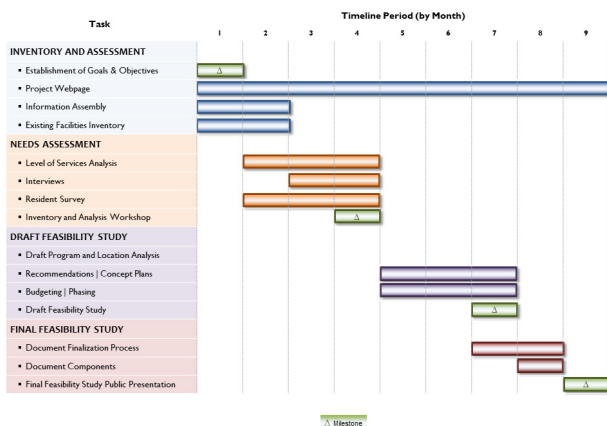 Timeline Period (by Month)
Task
1 2 3 4 5 6 7 8 9
INVENTORY AND ASSESSMENT
▪ Establishment of Goals & Objectives Δ
▪ Project Webpage
▪ Information Assembly
▪ Existing Facilities Inventory
NEEDS ASSESSMENT
▪ Level of Services Analysis
▪ Interviews
▪ Resident Survey
▪ Inventory and Analysis Workshop Δ
DRAFT FEASIBILITY STUDY
▪ Draft Program and Location Analysis
▪ Recommendations | Concept Plans
▪ Budgeting | Phasing
▪ Draft Feasibility Study Δ
FINAL FEASIBILITY STUDY
▪ Document Finalization Process
▪ Document Components
▪ Final Feasibility Study Public Presentation Δ
Δ Milestone